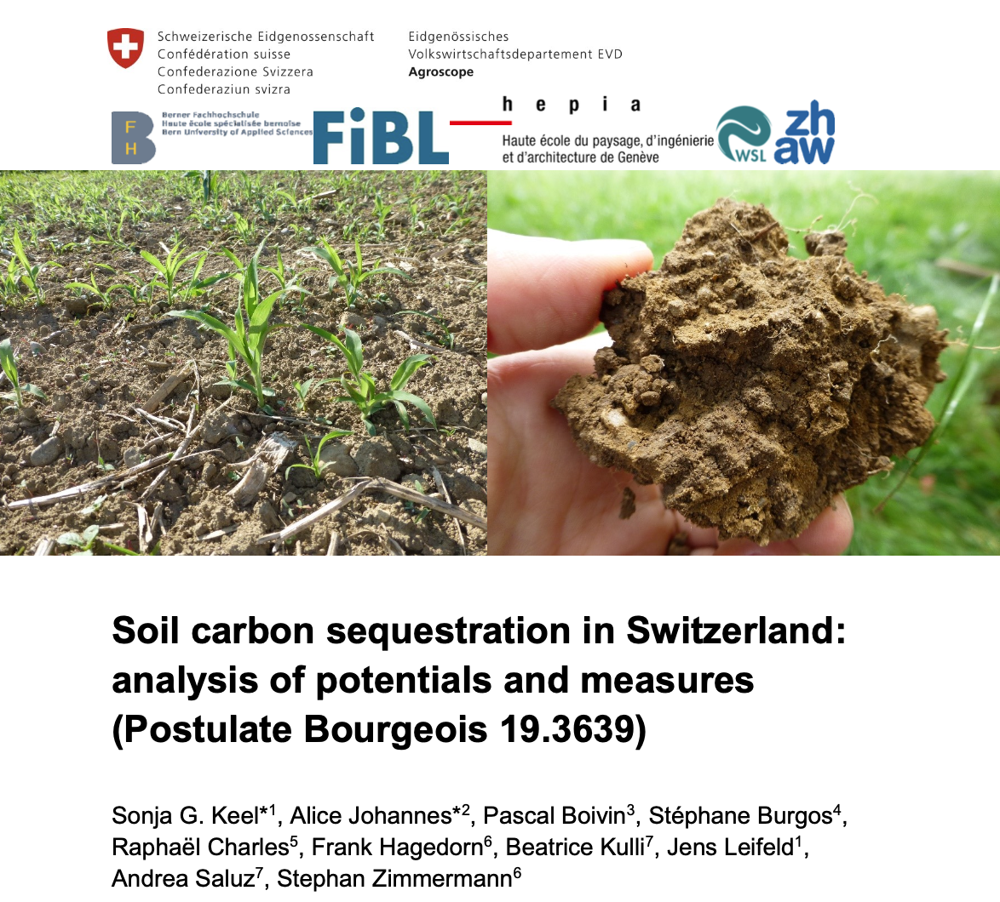 Schweizerische Eidgenossenschaft
Confédération suisse
Confederazione Svizzera
Confederaziun svizra
Eidgenössisches
Volkswirtschaftsdepartement EVD
Agroscope
B
F
H
Berner Fachhochschule
Haute école spécialisée bernoise
Bern University of Applied Sciences
FiBL
h e p i a
Haute école du paysage, d'ingénierie
et d'architecture de Genève
WSL
zh
aw
Soil carbon sequestration in Switzerland:
analysis of potentials and measures
(Postulate Bourgeois 19.3639)
Sonja G. Keel*¹, Alice Johannes*², Pascal Boivin³, Stéphane Burgos⁴,
Raphaël Charles⁵, Frank Hagedorn⁶, Beatrice Kulli⁷, Jens Leifeld¹,
Andrea Saluz⁷, Stephan Zimmermann⁶